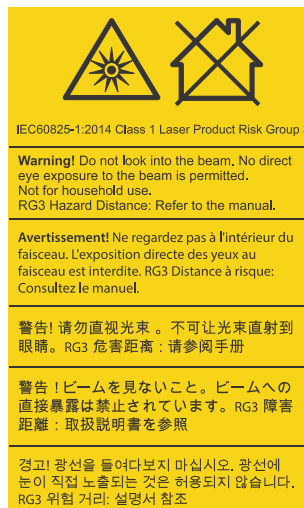 IEC60825-1:2014 Class 1 Laser Product Risk Group
Warning! Do not look into the beam. No direct
eye exposure to the beam is permitted.
Not for household use.
RG3 Hazard Distance: Refer to the manual.
Avertissement! Ne regardez pas à l'intérieur du
faisceau. L'exposition directe des yeux au
faisceau est interdite. RG3 Distance à risque:
Consultez le manuel.
警告! 请勿直视光束 。不可让光束直射到
眼睛。RG3 危害距离：请参阅手册
警告！ビームを見ないこと。ビームへの
直接暴露は禁止されています。RG3 障害
距離：取扱説明書を参照
경고! 광선을 들여다보지 마십시오. 광선에
눈이 직접 노출되는 것은 허용되지 않습니다.
RG3 위험 거리: 설명서 참조